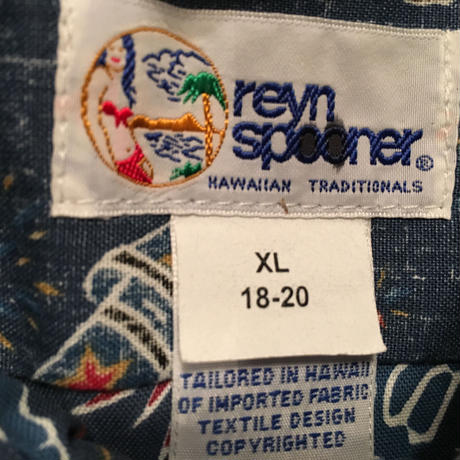 reyn
spooner®
HAWAIIAN TRADITIONALS
XL
18-20
TAILORED IN HAWAII
OF IMPORTED FABRIC
TEXTILE DESIGN
COPYRIGHTED